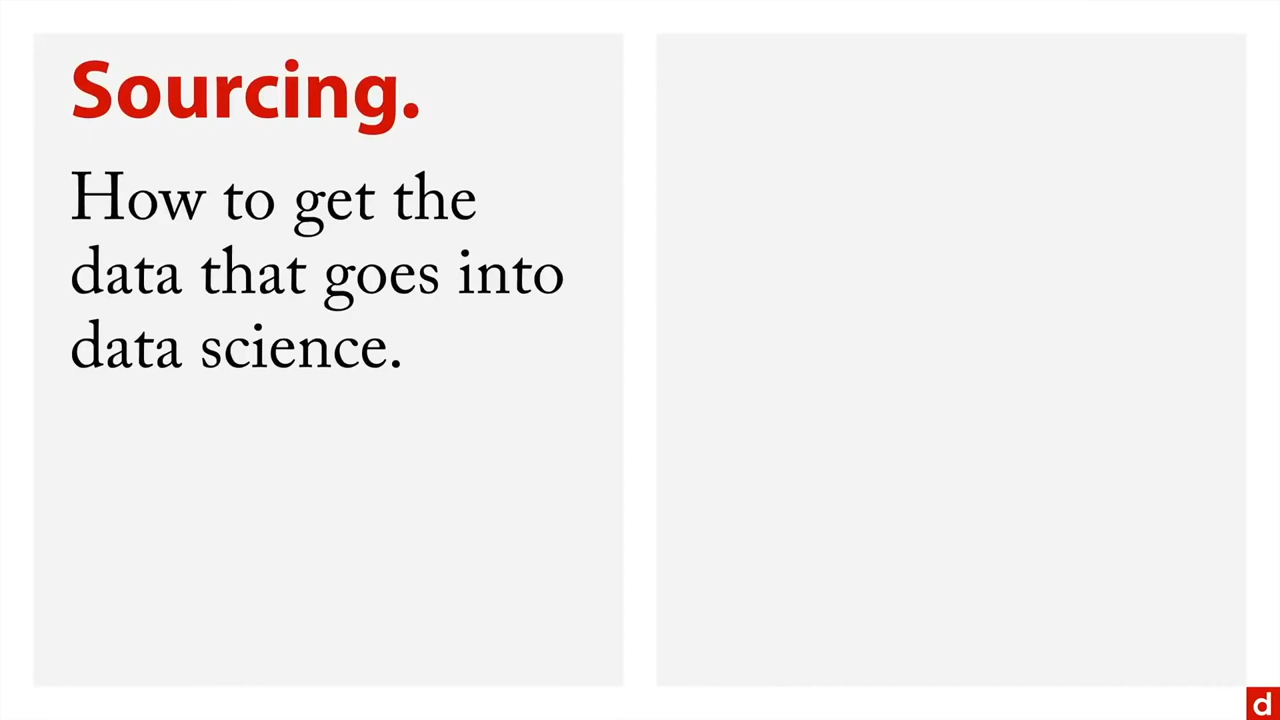 Sourcing.
How to get the
data that goes into
data science.
d